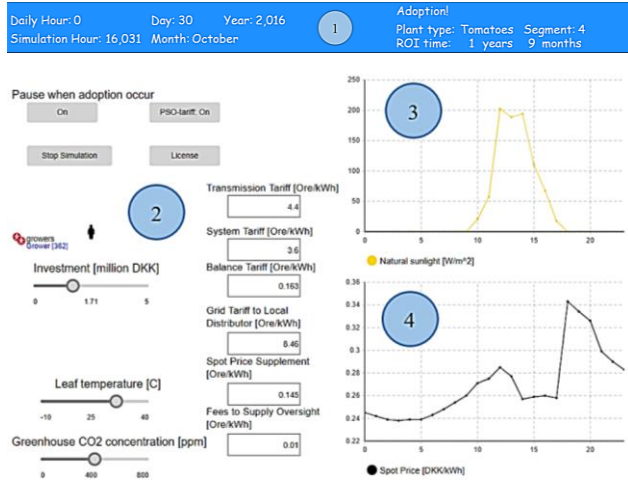 Daily Hour: 0 Day: 30 Year: 2,016
Simulation Hour: 16,031 Month: October
1
Adoption!
Plant type: Tomatoes Segment: 4
ROI time: 1 years 9 months
Pause when adoption occur
On PSO-tariff: On
Stop Simulation License
2
growers
Grower [362]
Investment [million DKK]
0 1.71 5
Leaf temperature [C]
-10 25 40
Greenhouse CO2 concentration [ppm]
0 400 800
Transmission Tariff [Ore/kWh]
4.4
System Tariff [Ore/kWh]
3.6
Balance Tariff [Ore/kWh]
0.163
Grid Tariff to Local
Distributor [Ore/kWh]
8.46
Spot Price Supplement
[Ore/kWh]
0.145
Fees to Supply Oversight
[Ore/kWh]
0.01
3
250
200
150
100
50
0
0 5 10 15 20
Natural sunlight [W/m^2]
4
0.36
0.34
0.32
0.3
0.28
0.26
0.24
0.22
0 5 10 15 20
Spot Price [DKK/kWh]